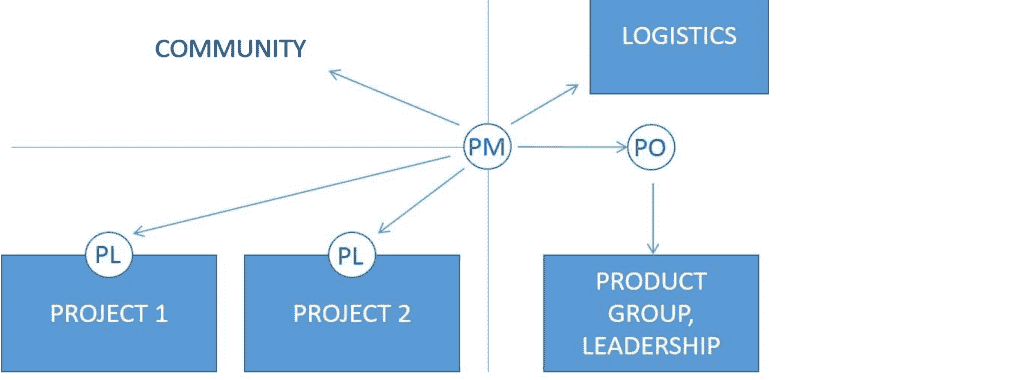 COMMUNITY
LOGISTICS
PM
PO
PL
PL
PROJECT 1
PROJECT 2
PRODUCT
GROUP,
LEADERSHIP